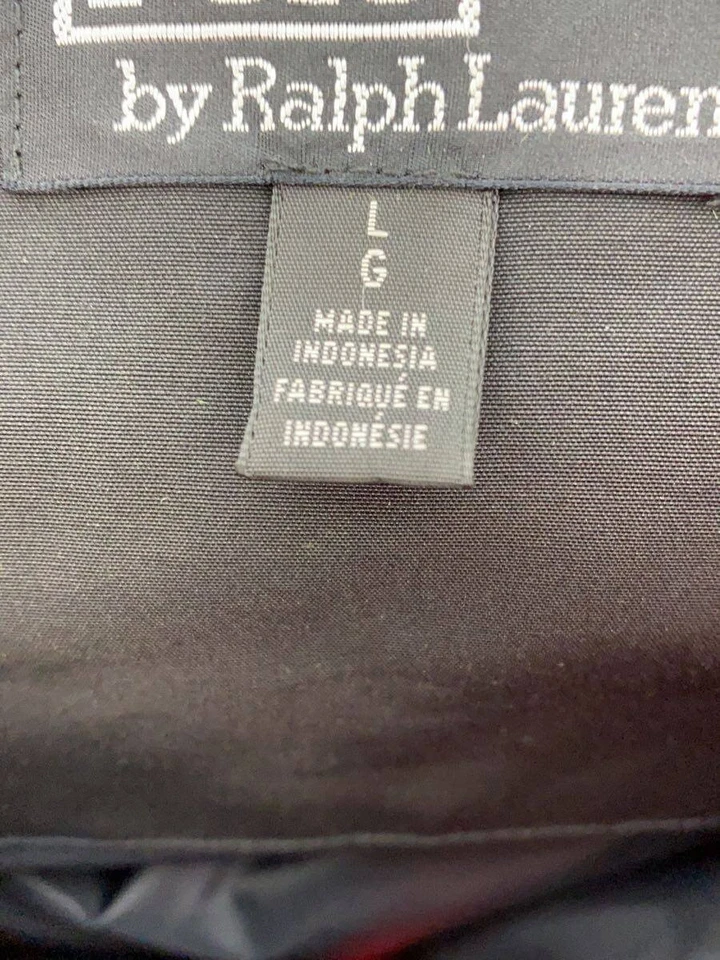 by Ralph Lauren
L
G
MADE IN
INDONESIA
FABRIQUÉ EN
INDONÉSIE